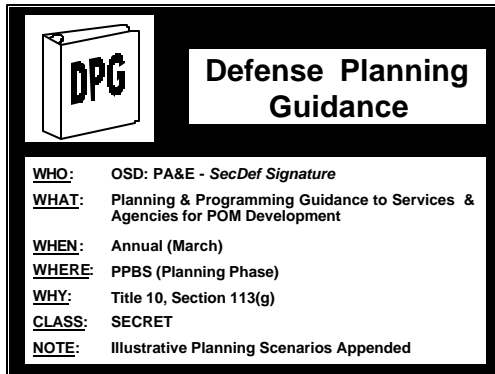 DPG
Defense Planning
Guidance
WHO: OSD: PA&E - SecDef Signature
WHAT: Planning & Programming Guidance to Services &
Agencies for POM Development
WHEN: Annual (March)
WHERE: PPBS (Planning Phase)
WHY: Title 10, Section 113(g)
CLASS: SECRET
NOTE: Illustrative Planning Scenarios Appended